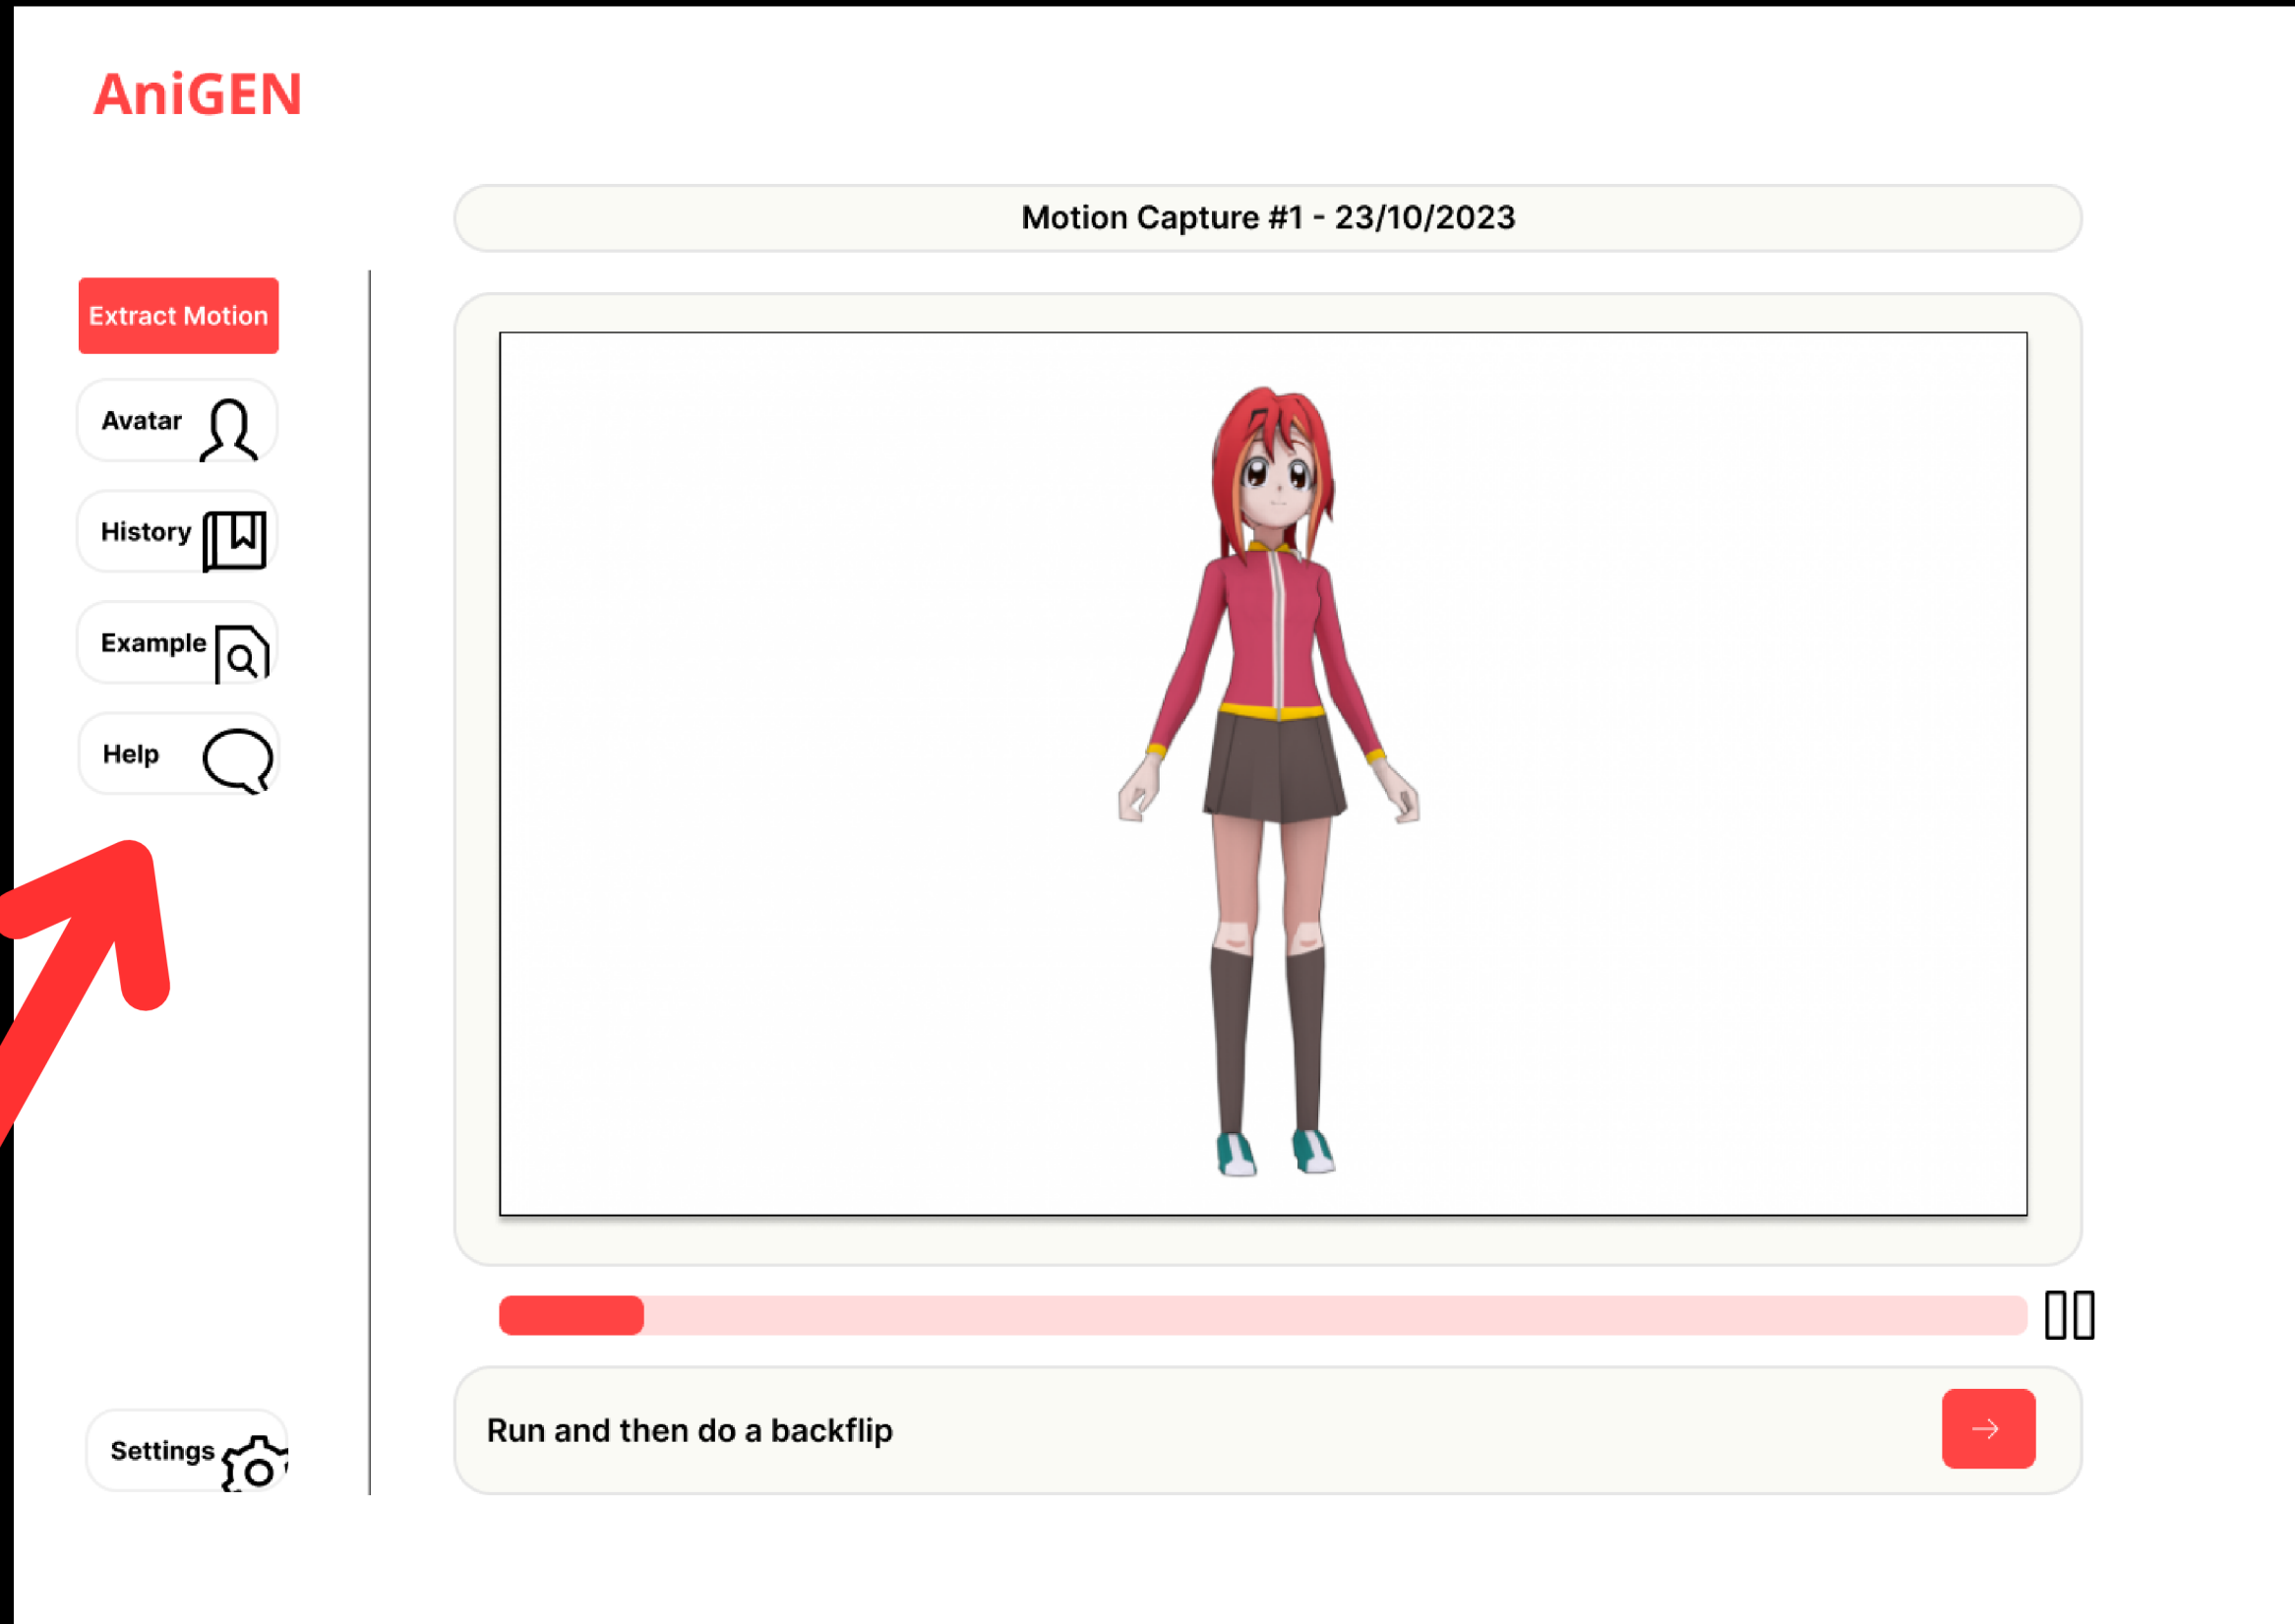 AniGEN
Motion Capture #1 - 23/10/2023
Extract Motion
Avatar
History
Example
Help
Settings
Run and then do a backflip